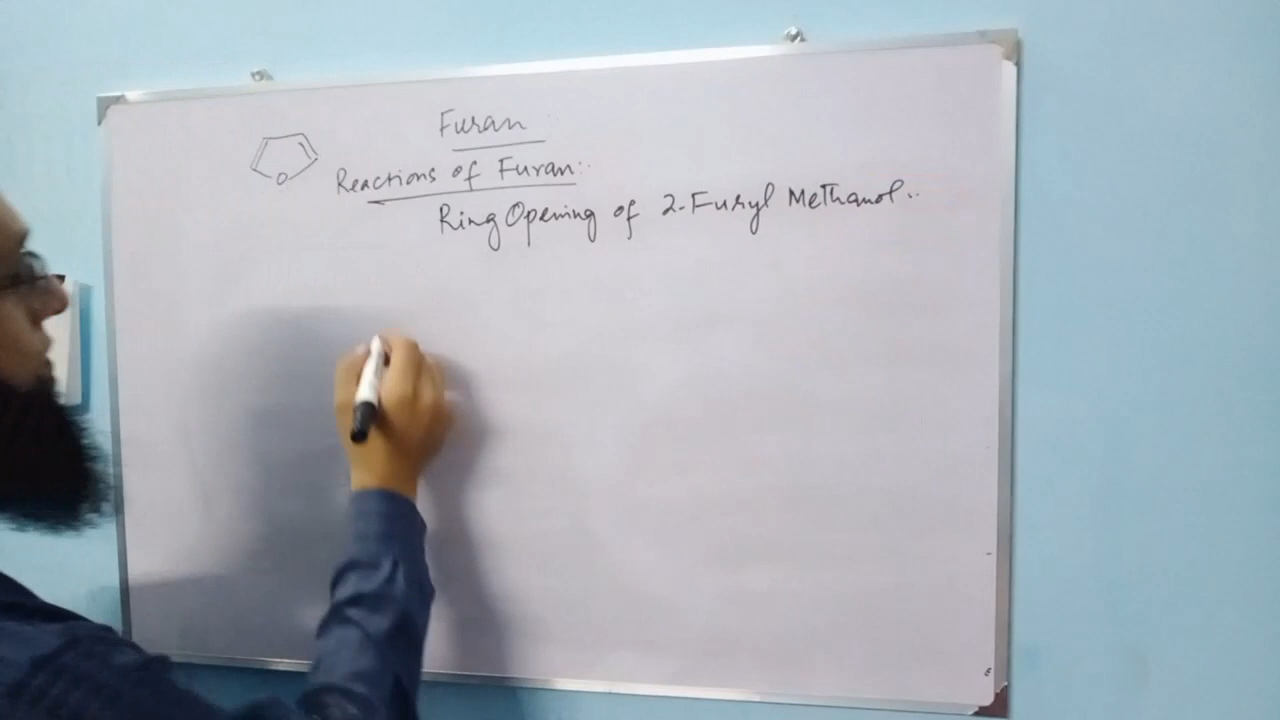 Furan
O
Reactions of Furan:-
Ring Opening of 2-Furyl Methanol..